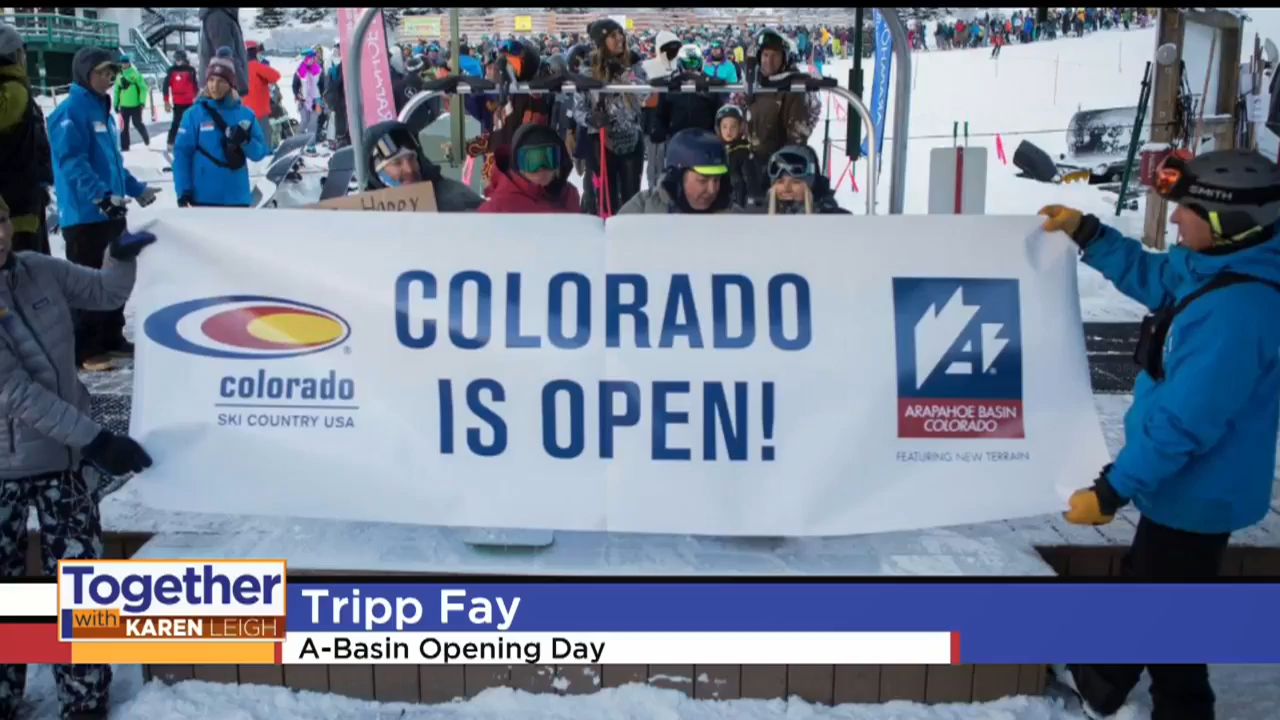 HAPPY
SMITH
COLORADO
IS OPEN!
colorado
SKI COUNTRY USA
ARAPAHOE BASIN
COLORADO
FEATURING NEW TERRAIN
Together
with KAREN LEIGH
Tripp Fay
A-Basin Opening Day